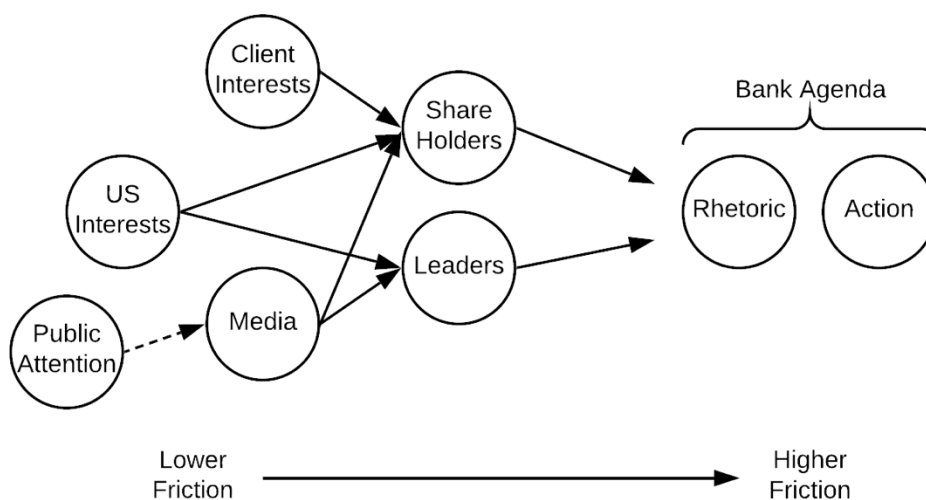 Client
Interests
Share
Holders
Bank Agenda
US
Interests
Rhetoric
Action
Leaders
Media
Public
Attention
Lower
Friction
Higher
Friction